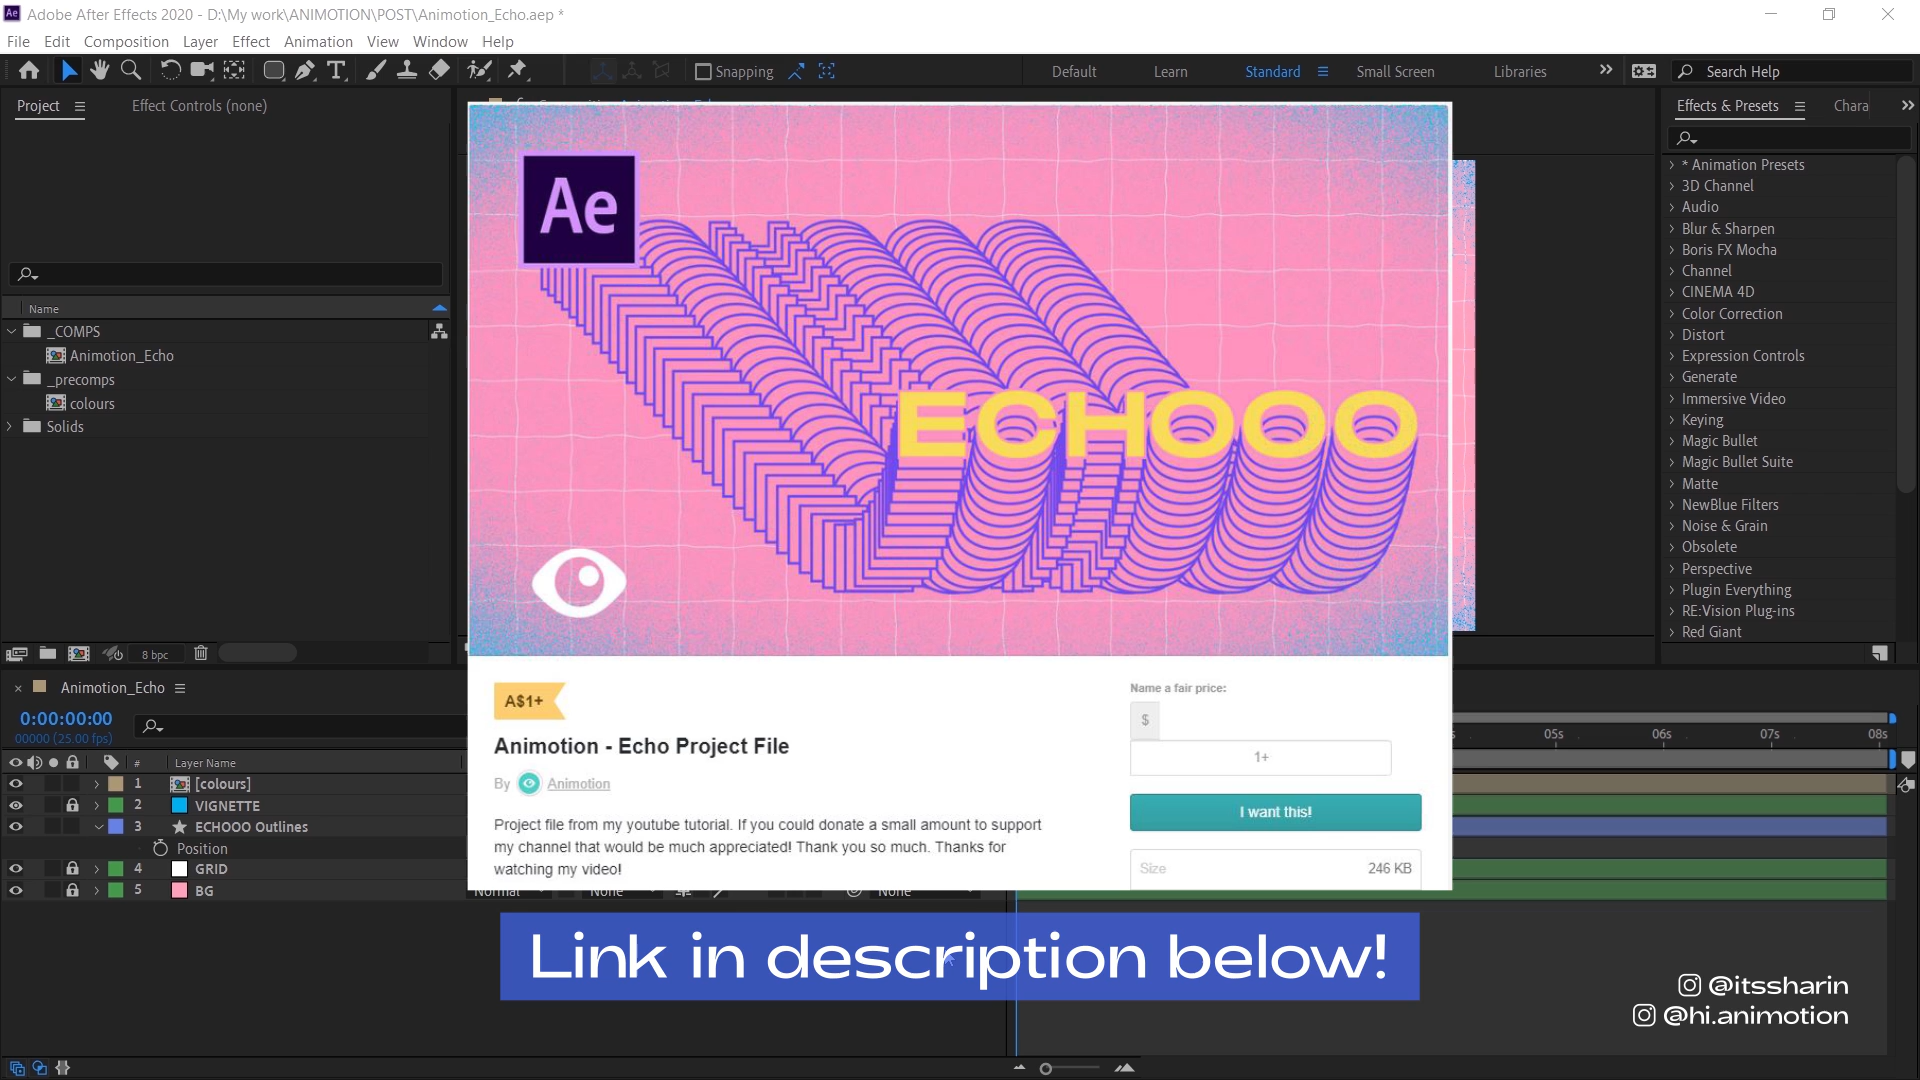 Ae Adobe After Effects 2020 - D:\My work\ANIMOTION\POST\Animotion_Echo.aep *
File Edit Composition Layer Effect Animation View Window Help
Snapping
Default Learn Standard Small Screen Libraries
Search Help
Project
Effect Controls (none)
Name
_COMPS
Animotion_Echo
_precomps
colours
Solids
8 bpc
Ae
ECHOOO
A$1+
Animotion - Echo Project File
By Animotion
Project file from my youtube tutorial. If you could donate a small amount to support
my channel that would be much appreciated! Thank you so much. Thanks for
watching my video!
Name a fair price:
$
1+
I want this!
Size 246 KB
Effects & Presets
Chara
* Animation Presets
3D Channel
Audio
Blur & Sharpen
Boris FX Mocha
Channel
CINEMA 4D
Color Correction
Distort
Expression Controls
Generate
Immersive Video
Keying
Magic Bullet
Magic Bullet Suite
Matte
NewBlue Filters
Noise & Grain
Obsolete
Perspective
Plugin Everything
RE:Vision Plug-ins
Red Giant
Animotion_Echo
0:00:00:00
00000 (25.00 fps)
# Layer Name
1 [colours]
2 VIGNETTE
3 ECHOOO Outlines
Position
4 GRID
5 BG
Normal None None
05s 06s 07s 08s
Link in description below!
@itssharin
@hi.animotion